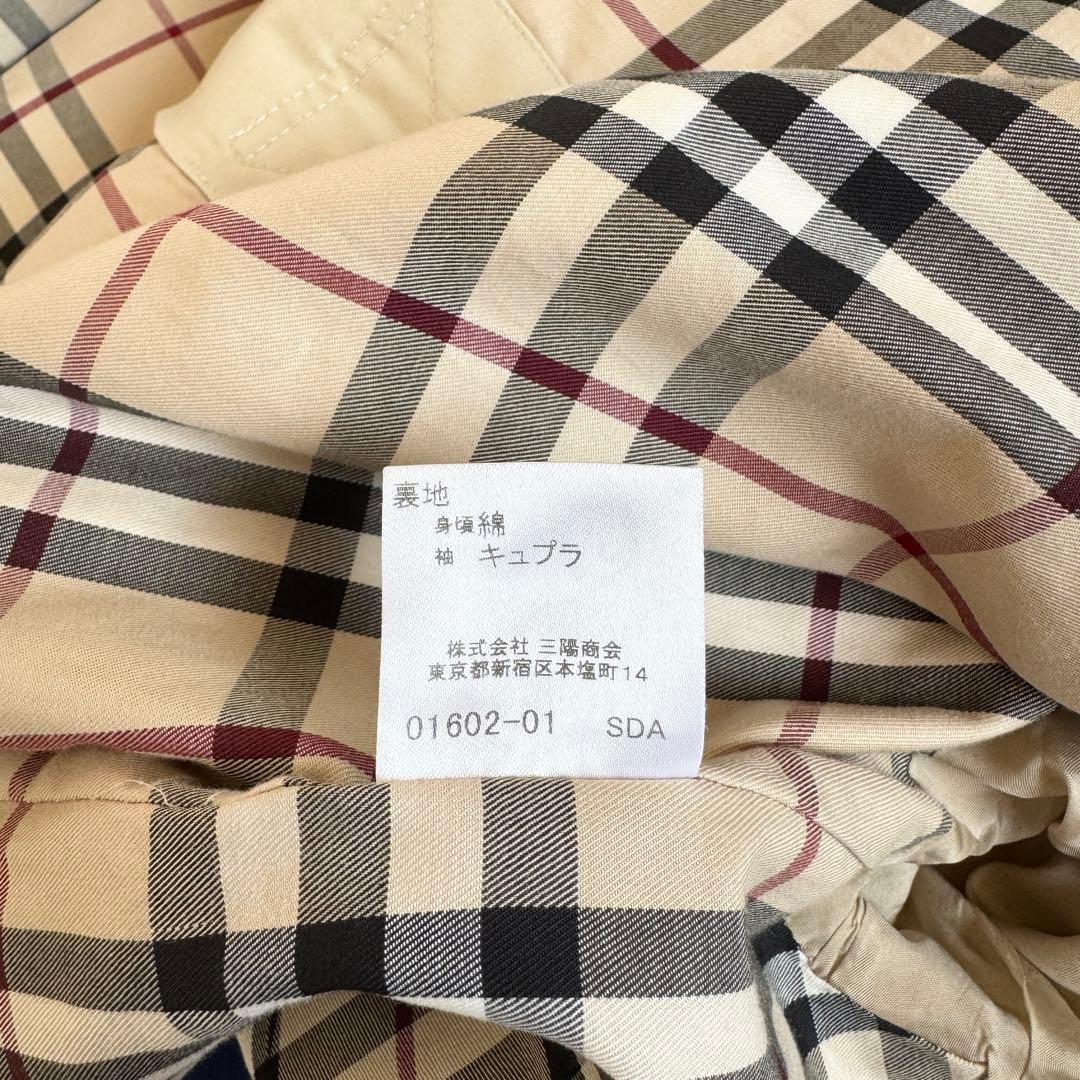 裏地
身頃綿
袖 キュプラ
株式会社 三陽商会
東京都新宿区本塩町14
01602-01 SDA